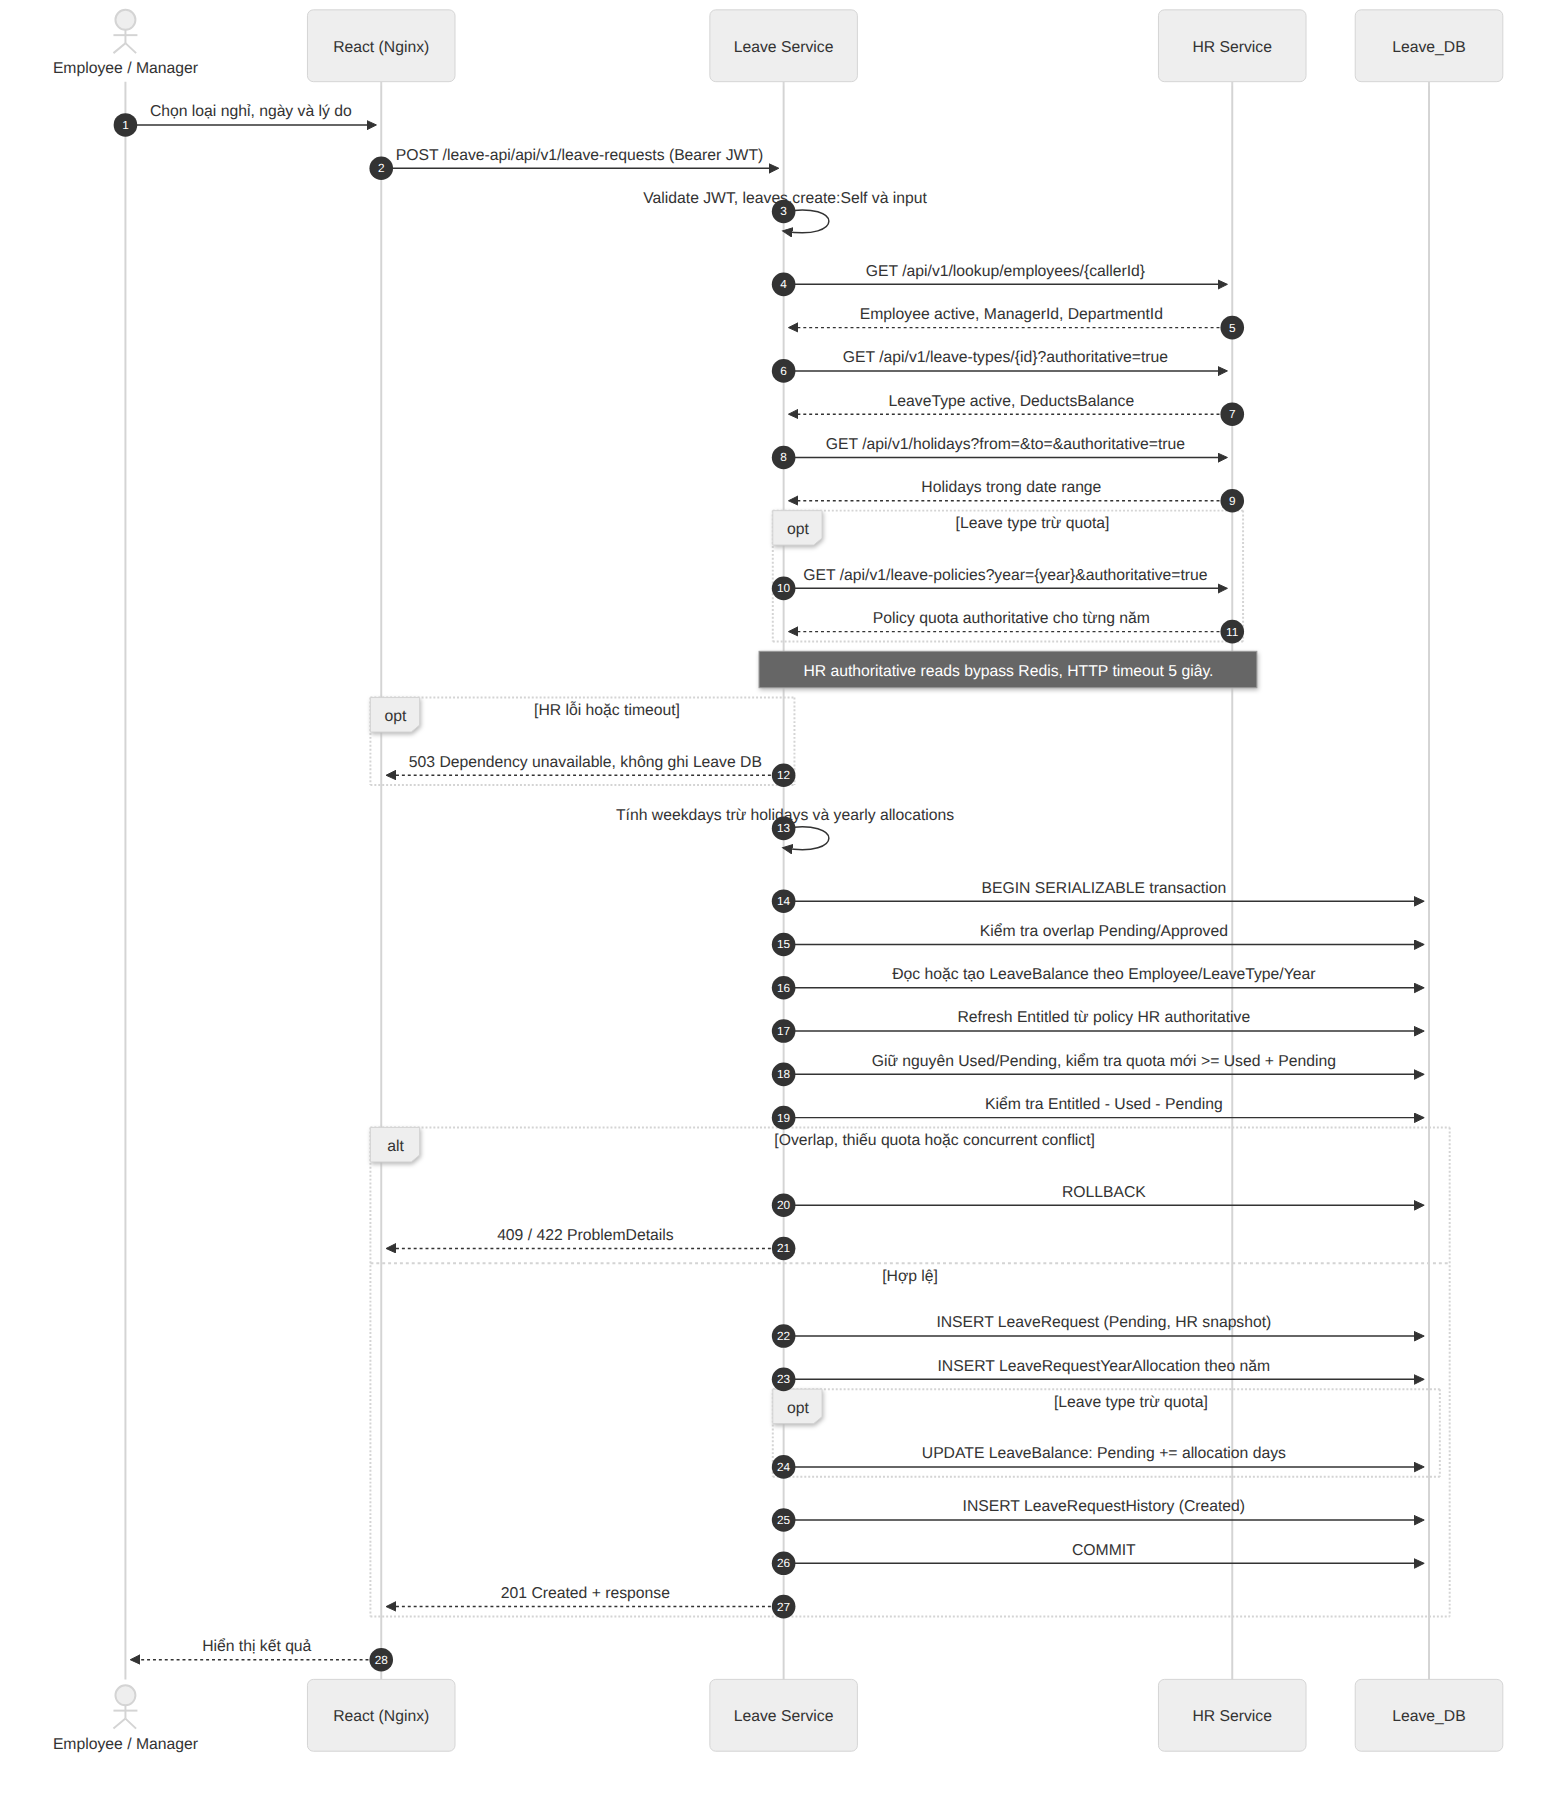 Employee / Manager
React (Nginx)
Leave Service
HR Service
Leave_DB
Chọn loại nghỉ, ngày và lý do
1
POST /leave-api/api/v1/leave-requests (Bearer JWT)
2
Validate JWT, leaves.create:Self và input
3
GET /api/v1/lookup/employees/{callerId}
4
Employee active, ManagerId, DepartmentId
5
GET /api/v1/leave-types/{id}?authoritative=true
6
LeaveType active, DeductsBalance
7
GET /api/v1/holidays?from=&to=&authoritative=true
8
Holidays trong date range
9
opt
[Leave type trừ quota]
GET /api/v1/leave-policies?year={year}&authoritative=true
10
Policy quota authoritative cho từng năm
11
HR authoritative reads bypass Redis, HTTP timeout 5 giây.
opt
[HR lỗi hoặc timeout]
503 Dependency unavailable, không ghi Leave DB
12
Tính weekdays trừ holidays và yearly allocations
13
BEGIN SERIALIZABLE transaction
14
Kiểm tra overlap Pending/Approved
15
Đọc hoặc tạo LeaveBalance theo Employee/LeaveType/Year
16
Refresh Entitled từ policy HR authoritative
17
Giữ nguyên Used/Pending, kiểm tra quota mới >= Used + Pending
18
Kiểm tra Entitled - Used - Pending
19
alt
[Overlap, thiếu quota hoặc concurrent conflict]
ROLLBACK
20
409 / 422 ProblemDetails
21
[Hợp lệ]
INSERT LeaveRequest (Pending, HR snapshot)
22
INSERT LeaveRequestYearAllocation theo năm
23
opt
[Leave type trừ quota]
UPDATE LeaveBalance: Pending += allocation days
24
INSERT LeaveRequestHistory (Created)
25
COMMIT
26
201 Created + response
27
Hiển thị kết quả
28
Employee / Manager
React (Nginx)
Leave Service
HR Service
Leave_DB